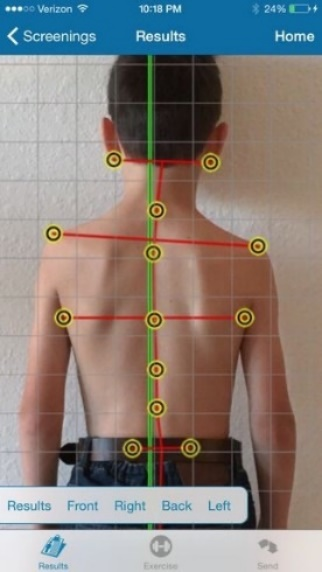 Verizon 10:18 PM 24%
Screenings Results Home
Results Front Right Back Left
Results Exercise Send